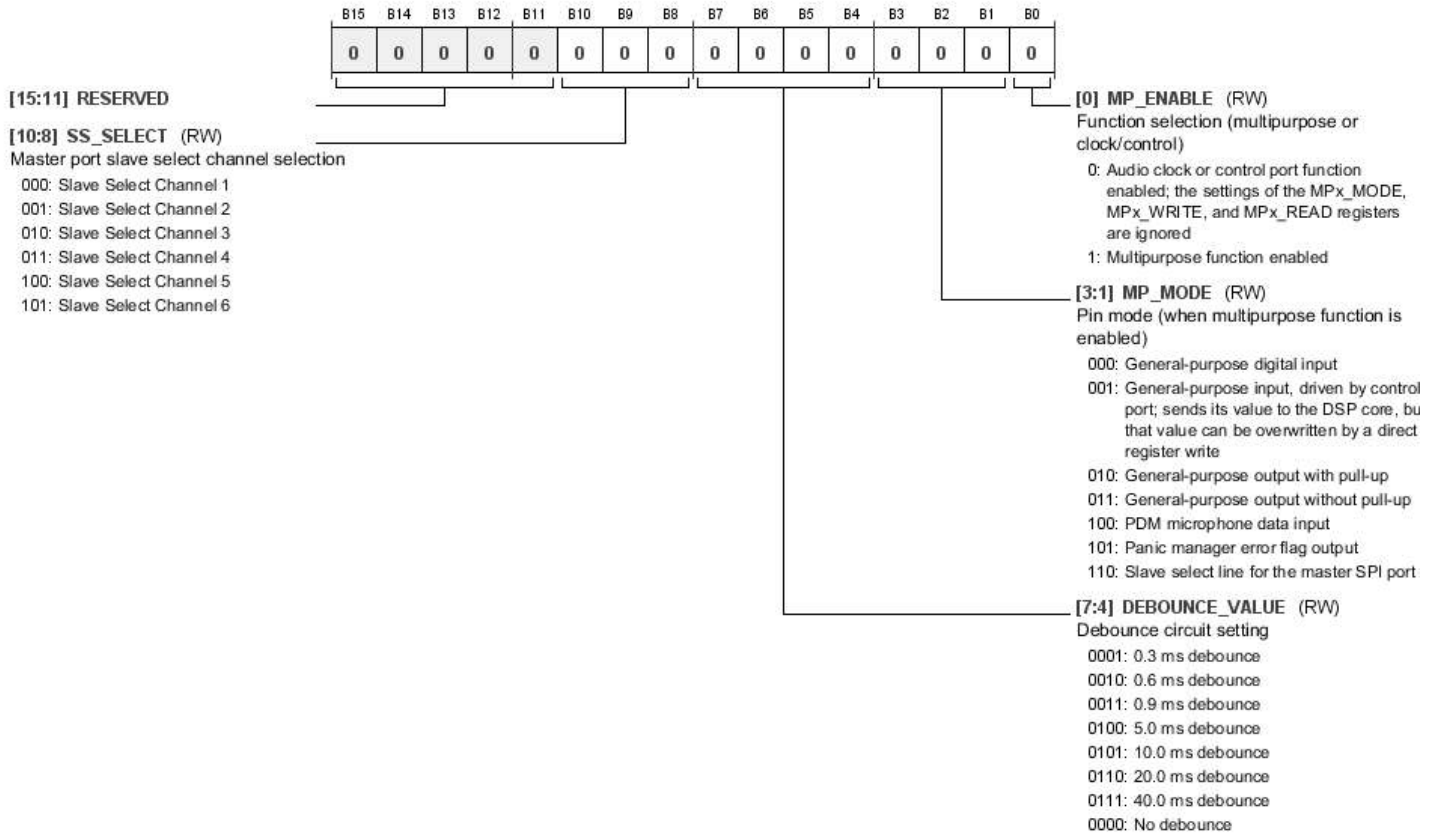 B15 B14 B13 B12 B11 B10 B9 B8 B7 B6 B5 B4 B3 B2 B1 B0
0 0 0 0 0 0 0 0 0 0 0 0 0 0 0 0
[15:11] RESERVED
[10:8] SS_SELECT (RW)
Master port slave select channel selection
000: Slave Select Channel 1
001: Slave Select Channel 2
010: Slave Select Channel 3
011: Slave Select Channel 4
100: Slave Select Channel 5
101: Slave Select Channel 6
[0] MP_ENABLE (RW)
Function selection (multipurpose or
clock/control)
0: Audio clock or control port function
enabled; the settings of the MPx_MODE,
MPx_WRITE, and MPx_READ registers
are ignored
1: Multipurpose function enabled
[3:1] MP_MODE (RW)
Pin mode (when multipurpose function is
enabled)
000: General-purpose digital input
001: General-purpose input, driven by control
port; sends its value to the DSP core, bu
that value can be overwritten by a direct
register write
010: General-purpose output with pull-up
011: General-purpose output without pull-up
100: PDM microphone data input
101: Panic manager error flag output
110: Slave select line for the master SPI port
[7:4] DEBOUNCE_VALUE (RW)
Debounce circuit setting
0001: 0.3 ms debounce
0010: 0.6 ms debounce
0011: 0.9 ms debounce
0100: 5.0 ms debounce
0101: 10.0 ms debounce
0110: 20.0 ms debounce
0111: 40.0 ms debounce
0000: No debounce